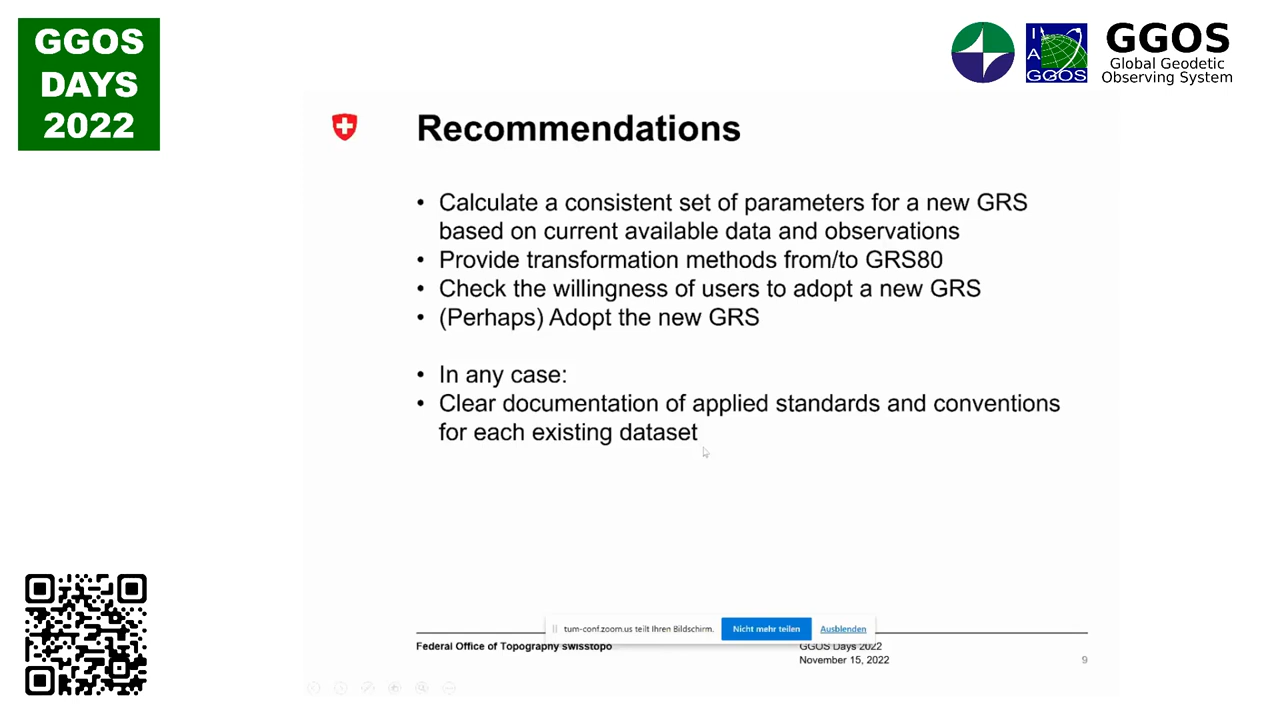 GGOS
DAYS
2022
I
A
GGOS
GGOS
Global Geodetic
Observing System
Recommendations
• Calculate a consistent set of parameters for a new GRS
based on current available data and observations
• Provide transformation methods from/to GRS80
• Check the willingness of users to adopt a new GRS
• (Perhaps) Adopt the new GRS
• In any case:
• Clear documentation of applied standards and conventions
for each existing dataset
tum-conf.zoom.us teilt Ihren Bildschirm.
Nicht mehr teilen
Ausblenden
Federal Office of Topography swisstopo
GGOS Days 2022
November 15, 2022
9